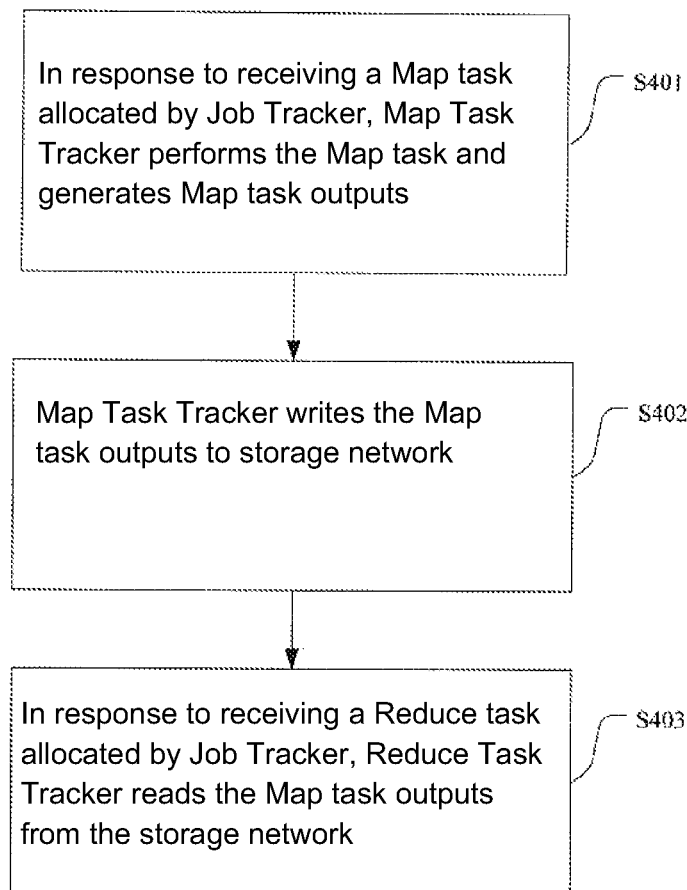 In response to receiving a Map task
allocated by Job Tracker, Map Task
Tracker performs the Map task and
generates Map task outputs
S401
Map Task Tracker writes the Map
task outputs to storage network
S402
In response to receiving a Reduce task
allocated by Job Tracker, Reduce Task
Tracker reads the Map task outputs
from the storage network
S403